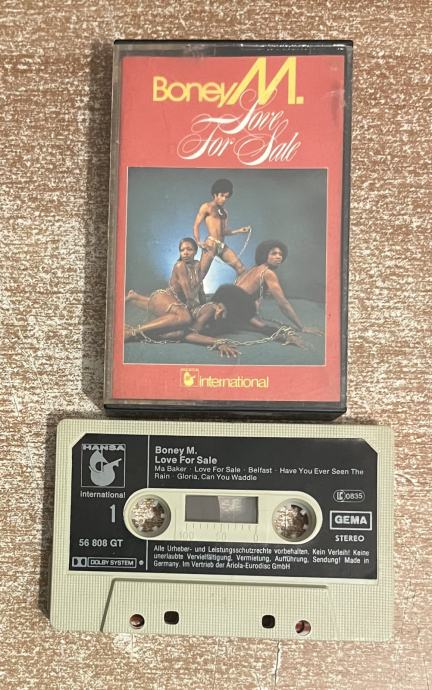 Boney M.
Love
For Sale
international
HANSA
international
1
56 808 GT
DOLBY SYSTEM
Boney M.
Love For Sale
Ma Baker · Love For Sale · Belfast · Have You Ever Seen The
Rain · Gloria, Can You Waddle
0835
GEMA
STEREO
100 50 0
Alle Urheber- und Leistungsschutzrechte vorbehalten. Kein Verleih! Keine
unerlaubte Vervielfältigung, Vermietung, Aufführung, Sendung! Made in
Germany. Im Vertrieb der Ariola-Eurodisc GmbH